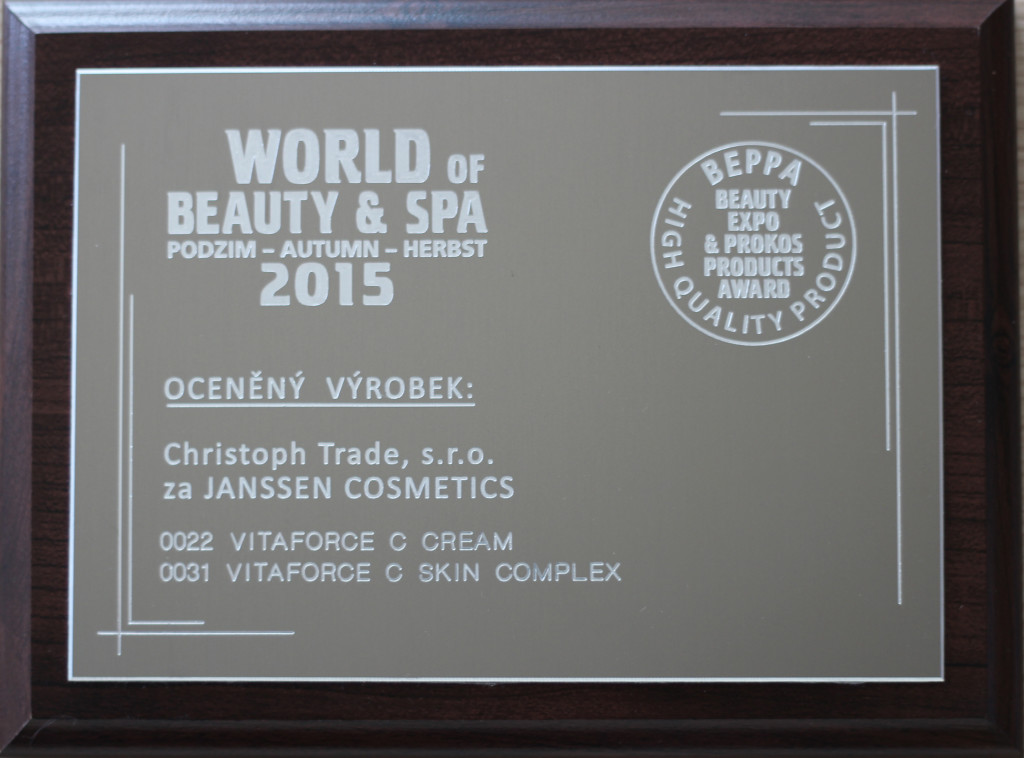 WORLD OF
BEAUTY & SPA
PODZIM – AUTUMN – HERBST
2015
BEPPA
BEAUTY
EXPO
& PROKOS
PRODUCTS
AWARD
HIGH QUALITY PRODUCT
OCENĚNÝ VÝROBEK:
Christoph Trade, s.r.o.
za JANSSEN COSMETICS
0022 VITAFORCE C CREAM
0031 VITAFORCE C SKIN COMPLEX